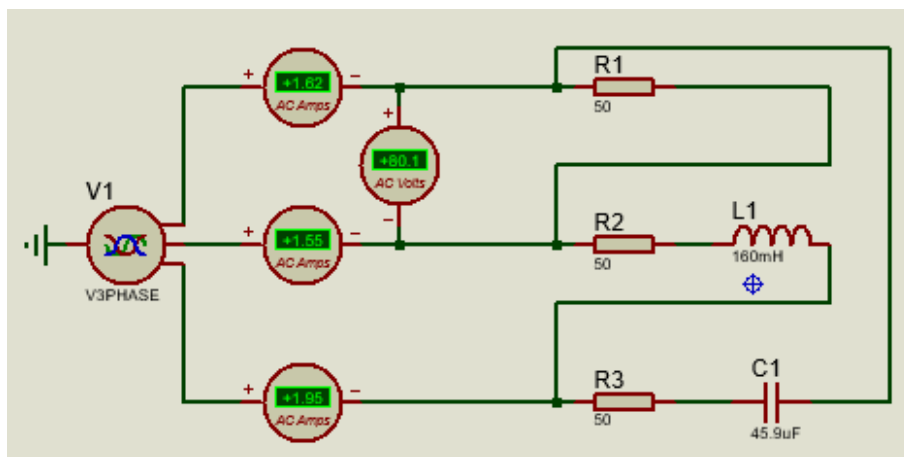 R1
+1.62
AC Amps
50
+80.1
AC Volts
V1
R2
L1
+1.55
AC Amps
50
160mH
V3PHASE
R3
C1
+1.95
AC Amps
50
45.9uF